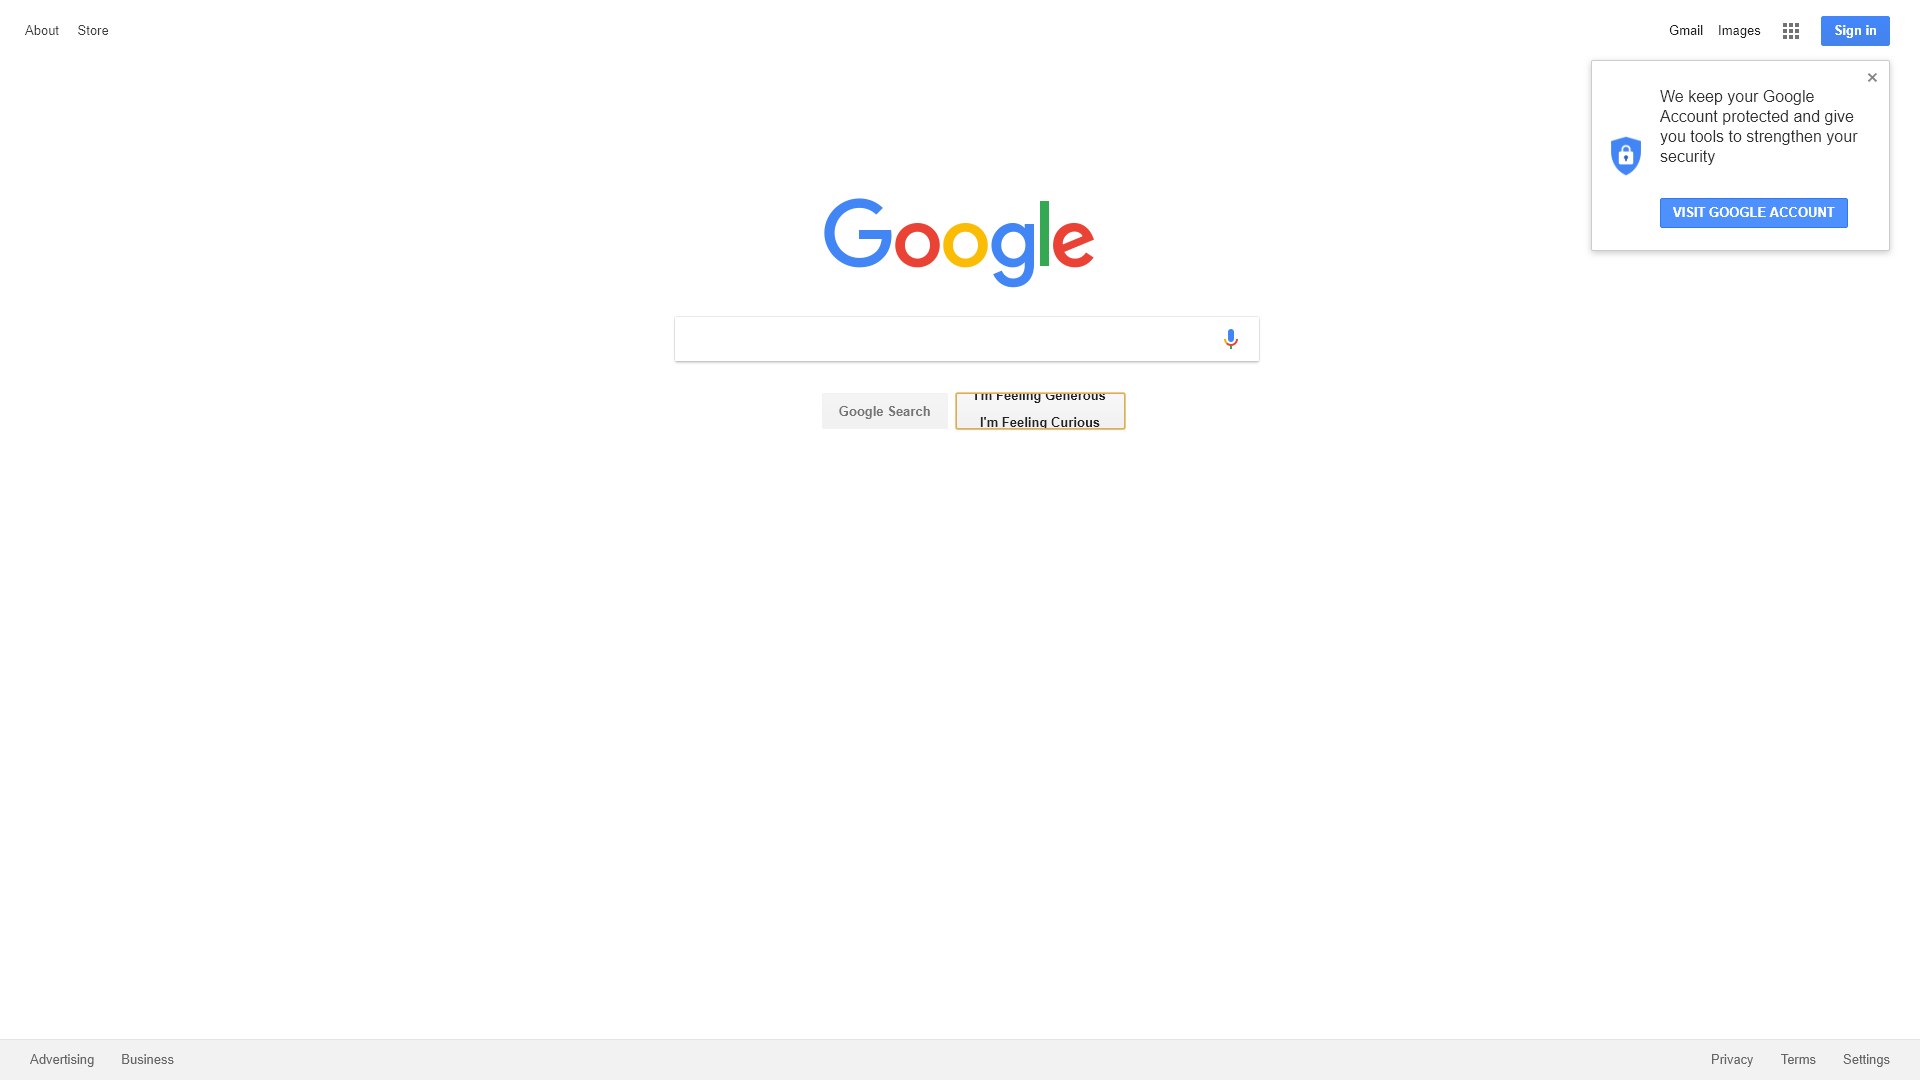 About Store
Gmail Images Sign in
We keep your Google
Account protected and give
you tools to strengthen your
security
VISIT GOOGLE ACCOUNT
Google
Google Search
I'm Feeling Generous
I'm Feeling Curious
Advertising Business
Privacy Terms Settings